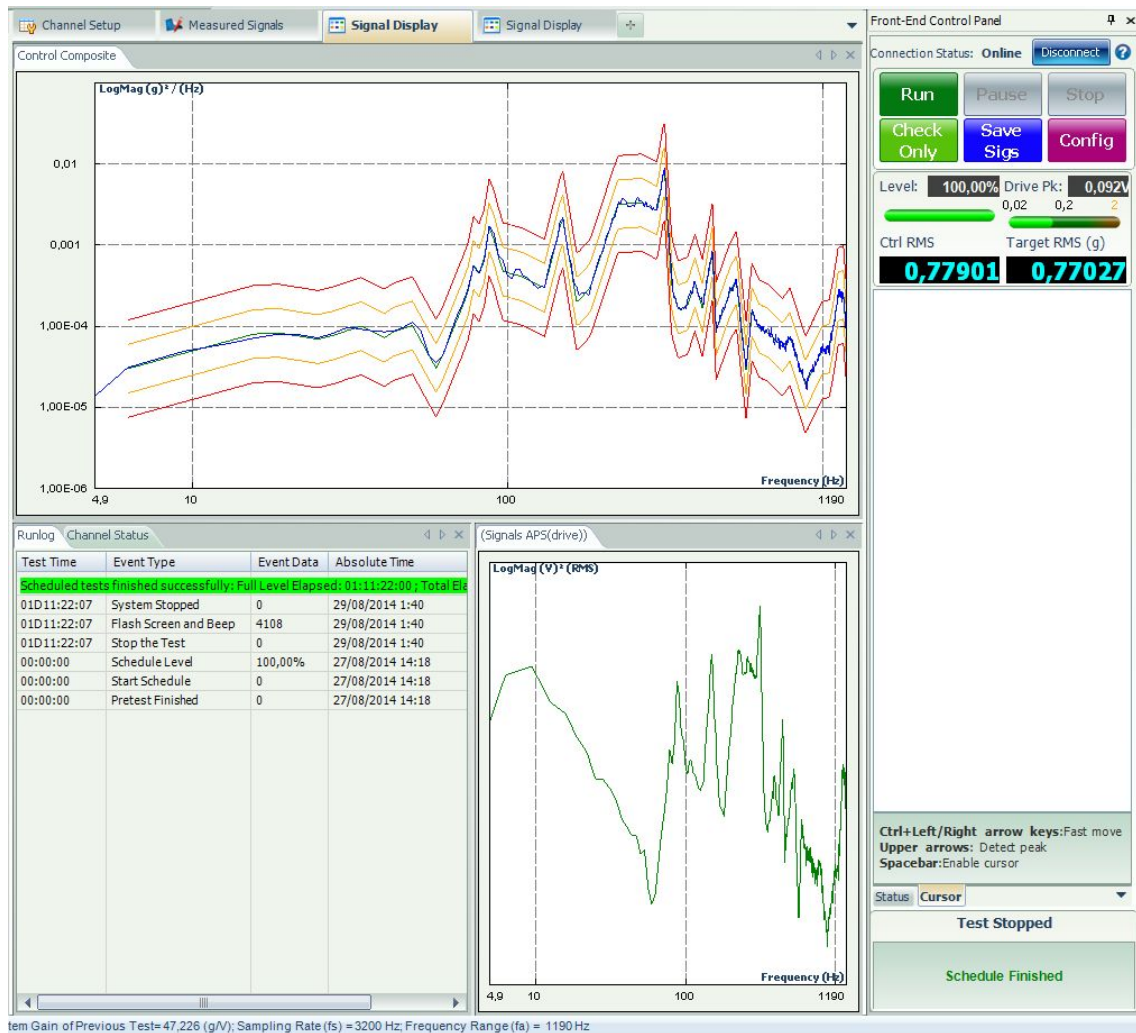 Channel Setup Measured Signals Signal Display Signal Display
Front-End Control Panel
Control Composite
Connection Status: Online Disconnect ?
Run Pause Stop
Check Only Save Sigs Config
Level: 100,00% Drive Pk: 0,092V
0,02 0,2 2
Ctrl RMS Target RMS (g)
0,77901 0,77027
LogMag (g)² / (Hz)
0,01
0,001
1,00E-04
1,00E-05
1,00E-06
Frequency (Hz)
4,9 10 100 1190
Runlog Channel Status
Test Time Event Type Event Data Absolute Time
Scheduled tests finished successfully: Full Level Elapsed: 01:11:22:00 ; Total Ela
01D11:22:07 System Stopped 0 29/08/2014 1:40
01D11:22:07 Flash Screen and Beep 4108 29/08/2014 1:40
01D11:22:07 Stop the Test 0 29/08/2014 1:40
00:00:00 Schedule Level 100,00% 27/08/2014 14:18
00:00:00 Start Schedule 0 27/08/2014 14:18
00:00:00 Pretest Finished 0 27/08/2014 14:18
(Signals APS(drive))
LogMag (V)² (RMS)
Frequency (Hz)
4,9 10 100 1190
Ctrl+Left/Right arrow keys:Fast move
Upper arrows: Detect peak
Spacebar:Enable cursor
Status Cursor
Test Stopped
Schedule Finished
tem Gain of Previous Test= 47,226 (g/V); Sampling Rate (fs) = 3200 Hz; Frequency Range (fa) = 1190 Hz